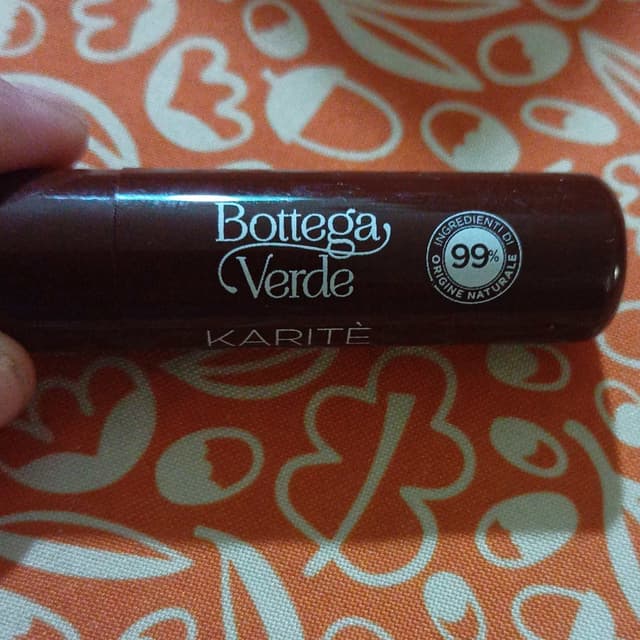 Bottega
Verde
KARITÈ
INGREDIENTI DI
99%
ORIGINE NATURALE